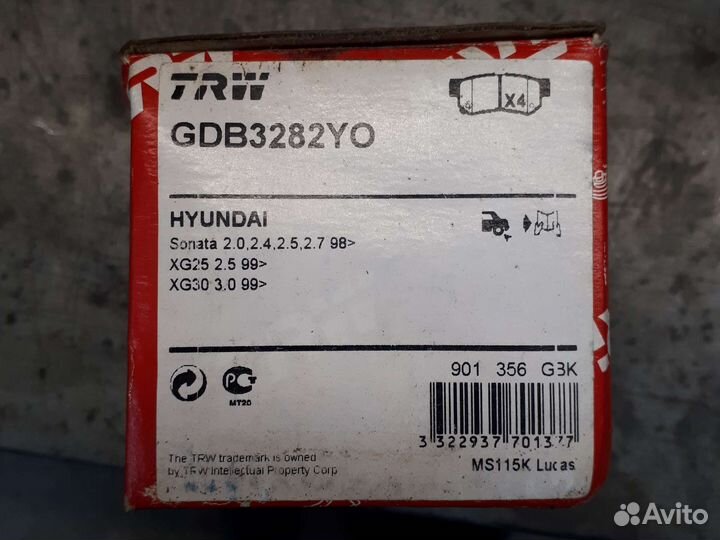 TRW
X4
GDB3282YO
HYUNDAI
Sonata 2.0,2.4,2.5,2.7 98>
XG25 2.5 99>
XG30 3.0 99>
901 356 GBK
PC
MT20
3 322937 701377
The TRW trademark is owned
by TRW Intellectual Property Corp
MS115K Lucas
Avito